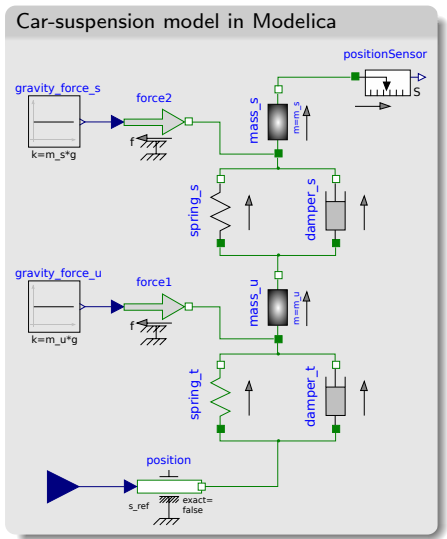 Car-suspension model in Modelica
positionSensor
s
gravity_force_s
force2
f
k=m_s*g
mass_s
m=m_s
spring_s
damper_s
gravity_force_u
force1
f
k=m_u*g
mass_u
m=m_u
spring_t
damper_t
position
s_ref
exact=
false